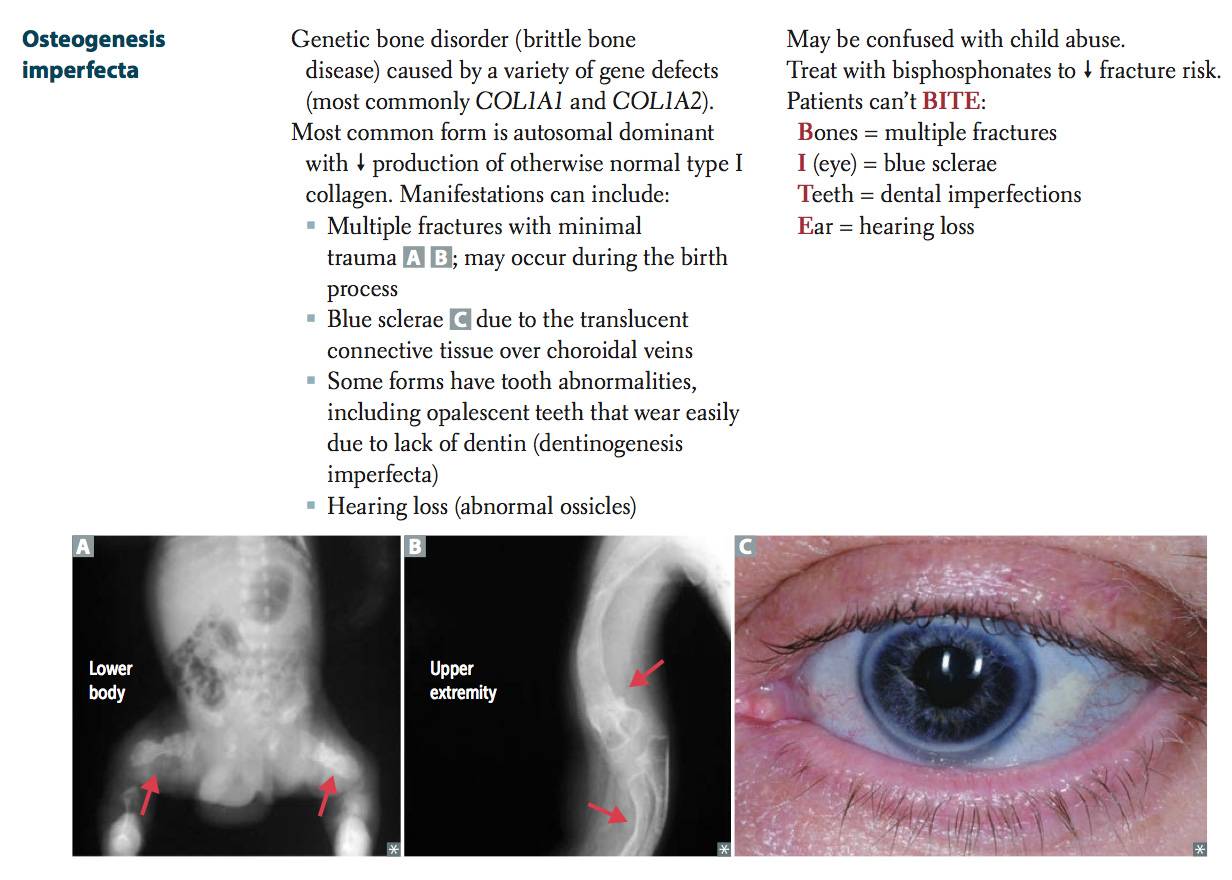 Osteogenesis
imperfecta
Genetic bone disorder (brittle bone
disease) caused by a variety of gene defects
(most commonly COL1A1 and COL1A2).
Most common form is autosomal dominant
with ↓ production of otherwise normal type I
collagen. Manifestations can include:
▪ Multiple fractures with minimal
trauma A B; may occur during the birth
process
▪ Blue sclerae C due to the translucent
connective tissue over choroidal veins
▪ Some forms have tooth abnormalities,
including opalescent teeth that wear easily
due to lack of dentin (dentinogenesis
imperfecta)
▪ Hearing loss (abnormal ossicles)
May be confused with child abuse.
Treat with bisphosphonates to ↓ fracture risk.
Patients can’t BITE:
Bones = multiple fractures
I (eye) = blue sclerae
Teeth = dental imperfections
Ear = hearing loss
A
Lower
body
B
Upper
extremity
C